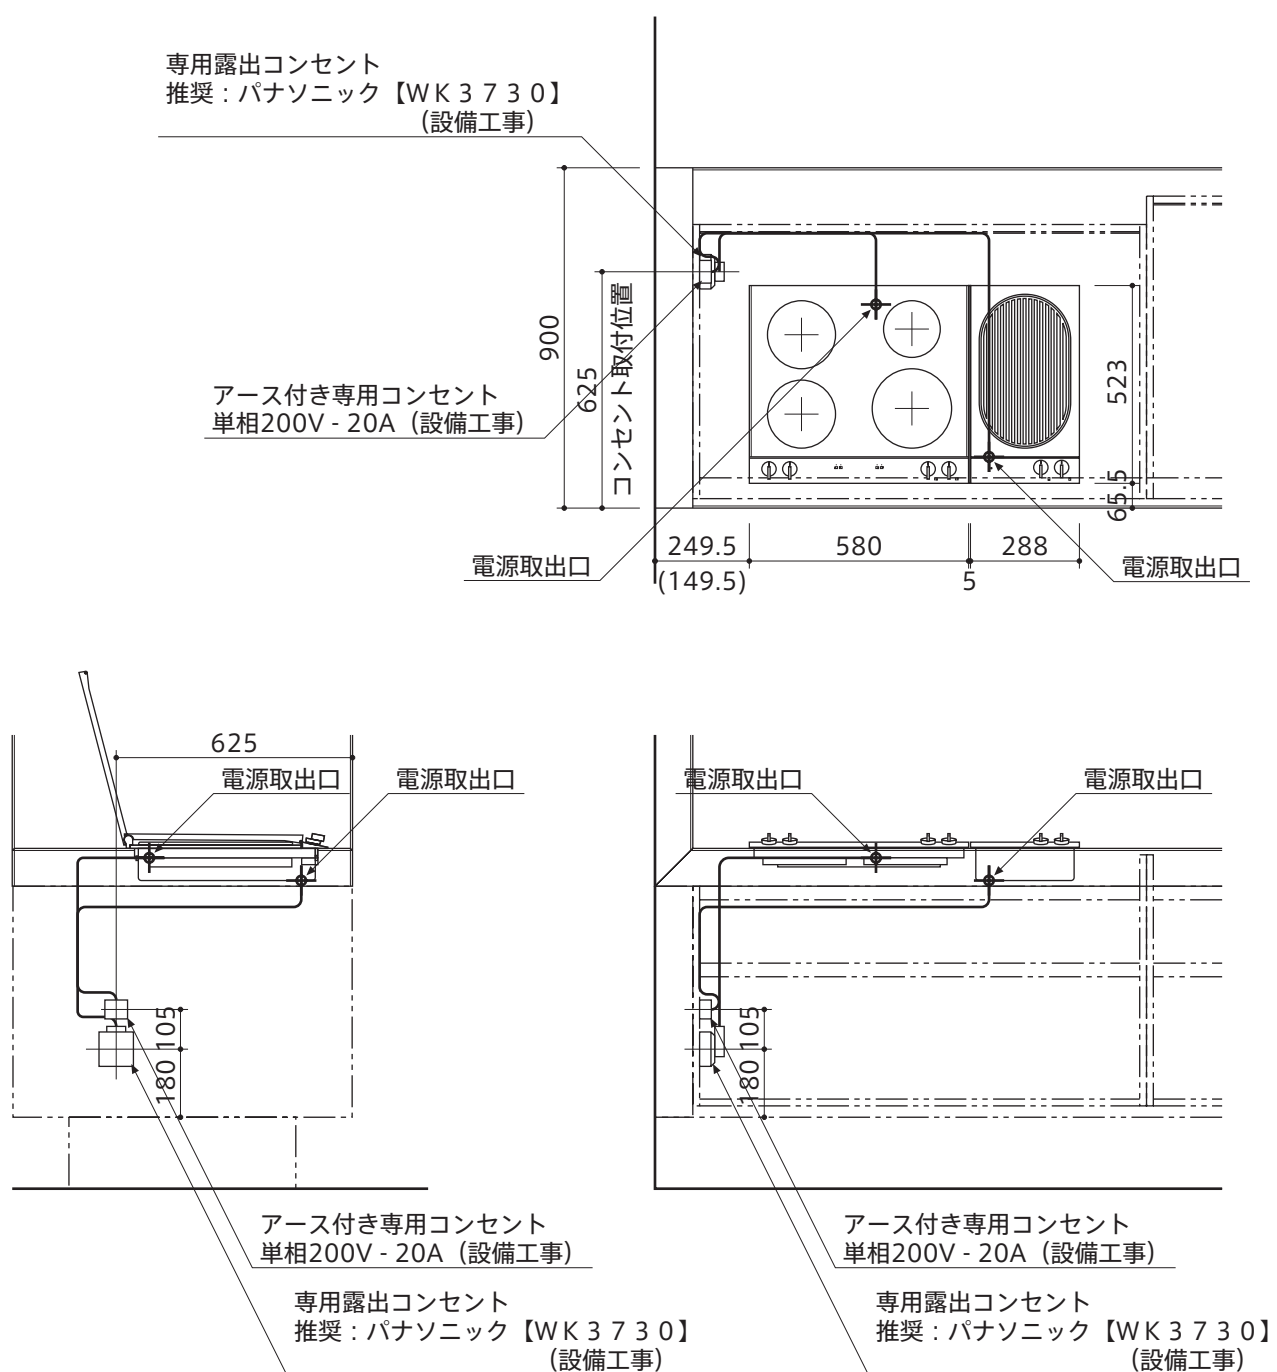 専用露出コンセント
推奨：パナソニック【WK3730】
（設備工事）
900
625
コンセント取付位置
アース付き専用コンセント
単相200V - 20A（設備工事）
523
65.5
249.5
580
288
(149.5)
5
電源取出口
電源取出口
625
電源取出口
電源取出口
105
180
アース付き専用コンセント
単相200V - 20A（設備工事）
専用露出コンセント
推奨：パナソニック【WK3730】
（設備工事）
電源取出口
電源取出口
105
180
アース付き専用コンセント
単相200V - 20A（設備工事）
専用露出コンセント
推奨：パナソニック【WK3730】
（設備工事）